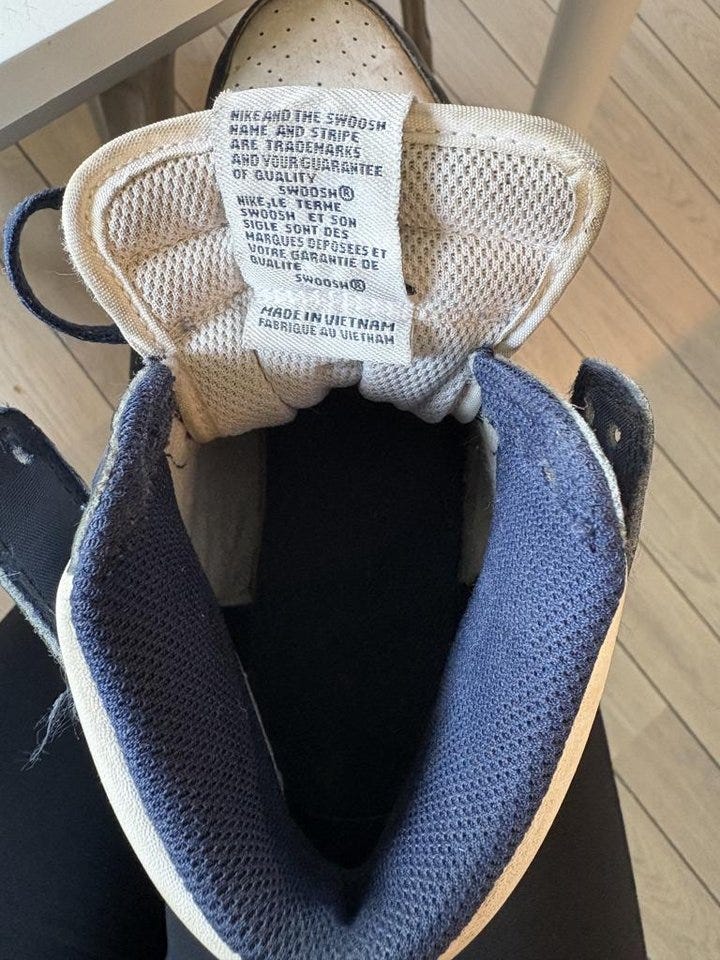 NIKE AND THE SWOOSH
NAME AND STRIPE
ARE TRADEMARKS
AND YOUR GUARANTEE
OF QUALITY
SWOOSH®
NIKE, LE TERME
SWOOSH ET SON
SIGLE SONT DES
MARQUES DEPOSEES ET
VOTRE GARANTIE DE
QUALITE
SWOOSH®
MADE IN VIETNAM
FABRIQUE AU VIETNAM